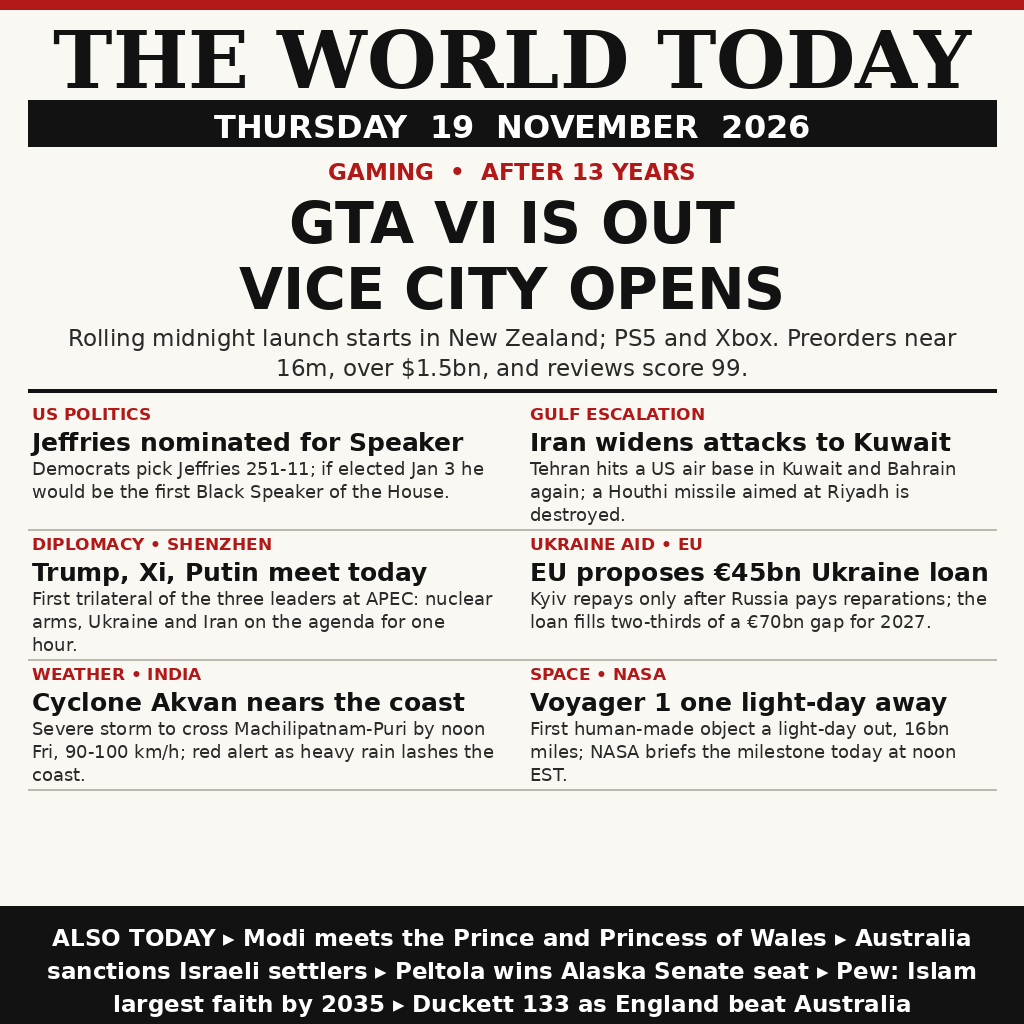 THE WORLD TODAY
THURSDAY 19 NOVEMBER 2026
GAMING • AFTER 13 YEARS
GTA VI IS OUT
VICE CITY OPENS
Rolling midnight launch starts in New Zealand; PS5 and Xbox. Preorders near
16m, over $1.5bn, and reviews score 99.
US POLITICS
Jeffries nominated for Speaker
Democrats pick Jeffries 251-11; if elected Jan 3 he
would be the first Black Speaker of the House.
GULF ESCALATION
Iran widens attacks to Kuwait
Tehran hits a US air base in Kuwait and Bahrain
again; a Houthi missile aimed at Riyadh is
destroyed.
DIPLOMACY • SHENZHEN
Trump, Xi, Putin meet today
First trilateral of the three leaders at APEC: nuclear
arms, Ukraine and Iran on the agenda for one
hour.
UKRAINE AID • EU
EU proposes €45bn Ukraine loan
Kyiv repays only after Russia pays reparations; the
loan fills two-thirds of a €70bn gap for 2027.
WEATHER • INDIA
Cyclone Akvan nears the coast
Severe storm to cross Machilipatnam-Puri by noon
Fri, 90-100 km/h; red alert as heavy rain lashes the
coast.
SPACE • NASA
Voyager 1 one light-day away
First human-made object a light-day out, 16bn
miles; NASA briefs the milestone today at noon
EST.
ALSO TODAY ▸ Modi meets the Prince and Princess of Wales ▸ Australia
sanctions Israeli settlers ▸ Peltola wins Alaska Senate seat ▸ Pew: Islam
largest faith by 2035 ▸ Duckett 133 as England beat Australia